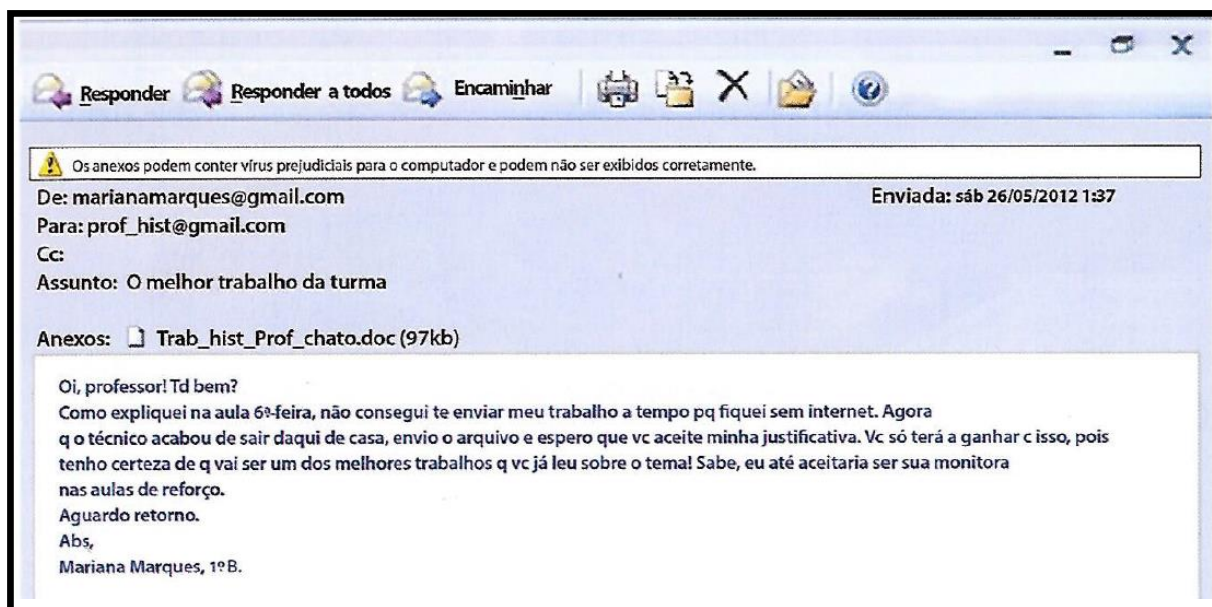 Responder Responder a todos Encaminhar
Os anexos podem conter vírus prejudiciais para o computador e podem não ser exibidos corretamente.
De: marianamarques@gmail.com Enviada: sáb 26/05/2012 1:37
Para: prof_hist@gmail.com
Cc:
Assunto: O melhor trabalho da turma
Anexos: Trab_hist_Prof_chato.doc (97kb)
Oi, professor! Td bem?
Como expliquei na aula 6ª-feira, não consegui te enviar meu trabalho a tempo pq fiquei sem internet. Agora
q o técnico acabou de sair daqui de casa, envio o arquivo e espero que vc aceite minha justificativa. Vc só terá a ganhar c isso, pois
tenho certeza de q vai ser um dos melhores trabalhos q vc já leu sobre o tema! Sabe, eu até aceitaria ser sua monitora
nas aulas de reforço.
Aguardo retorno.
Abs,
Mariana Marques, 1º B.